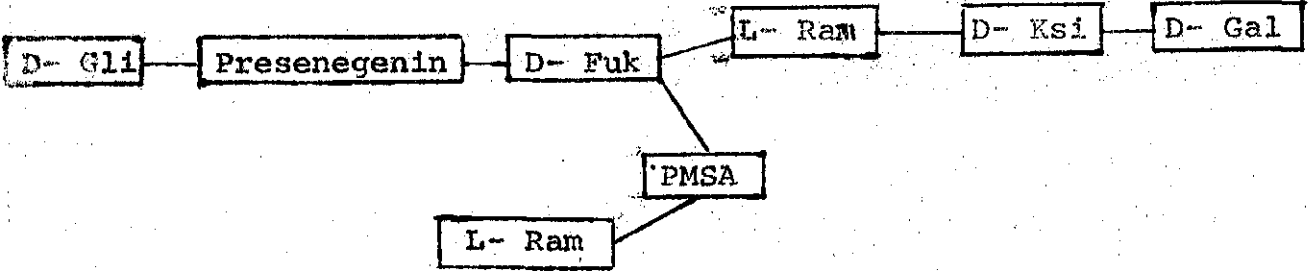 L- Ram
D- Ksi
D- Gal
D- Gli
Presenegenin
D- Fuk
PMSA
L- Ram